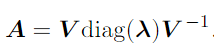 A = V diag(λ)V⁻¹.